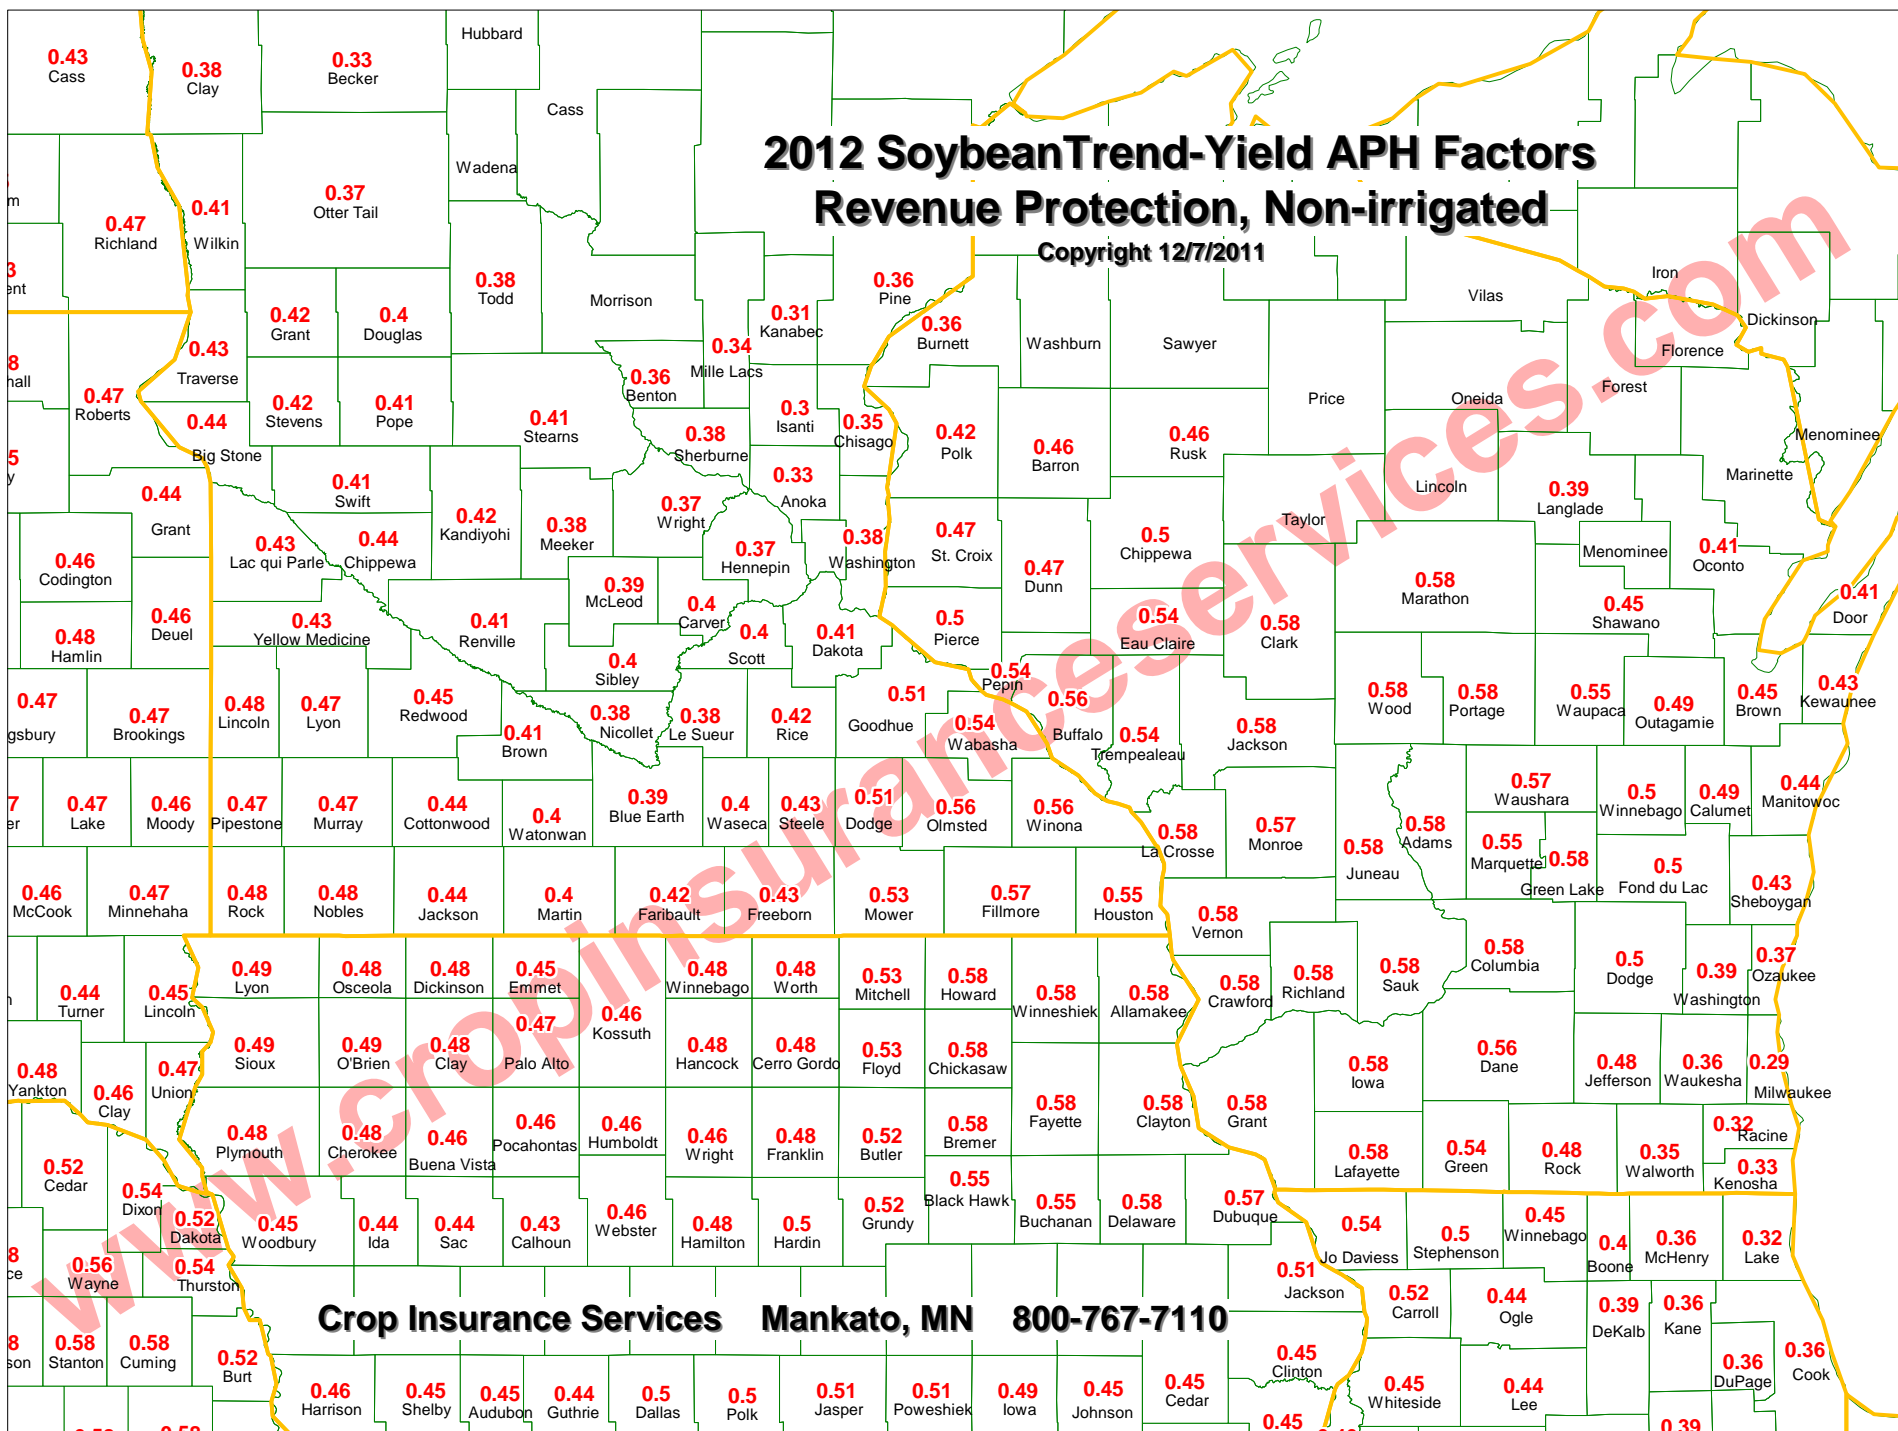 2012 SoybeanTrend-Yield APH Factors
Revenue Protection, Non-irrigated
Copyright 12/7/2011
www.cropinsuranceservices.com
Hubbard
0.43
Cass
0.38
Clay
0.33
Becker
Cass
Wadena
m
0.47
Richland
0.41
Wilkin
0.37
Otter Tail
0.38
Todd
Morrison
3
ent
0.42
Grant
0.4
Douglas
0.31
Kanabec
0.36
Pine
0.36
Burnett
Washburn
Sawyer
Vilas
Iron
Dickinson
Florence
0.43
Traverse
0.34
Mille Lacs
8
hall
0.47
Roberts
0.44
Big Stone
0.42
Stevens
0.41
Pope
0.41
Stearns
0.36
Benton
0.38
Sherburne
0.3
Isanti
0.35
Chisago
0.42
Polk
0.46
Barron
0.46
Rusk
Price
Oneida
Forest
Menominee
Marinette
5
y
0.44
Grant
0.41
Swift
0.42
Kandiyohi
0.38
Meeker
0.37
Wright
0.33
Anoka
0.37
Hennepin
0.38
Washington
0.47
St. Croix
0.47
Dunn
0.5
Chippewa
Taylor
Lincoln
0.39
Langlade
Menominee
0.41
Oconto
0.46
Codington
0.43
Lac qui Parle
0.44
Chippewa
0.39
McLeod
0.4
Carver
0.58
Marathon
0.45
Shawano
0.41
Door
0.48
Hamlin
0.46
Deuel
0.43
Yellow Medicine
0.41
Renville
0.4
Sibley
0.4
Scott
0.41
Dakota
0.5
Pierce
0.54
Eau Claire
0.58
Clark
0.54
Pepin
0.47
gsbury
0.47
Brookings
0.48
Lincoln
0.47
Lyon
0.45
Redwood
0.41
Brown
0.38
Nicollet
0.38
Le Sueur
0.42
Rice
0.51
Goodhue
0.54
Wabasha
0.56
Buffalo
0.54
Trempealeau
0.58
Jackson
0.58
Wood
0.58
Portage
0.55
Waupaca
0.49
Outagamie
0.45
Brown
0.43
Kewaunee
7
er
0.47
Lake
0.46
Moody
0.47
Pipestone
0.47
Murray
0.44
Cottonwood
0.4
Watonwan
0.39
Blue Earth
0.4
Waseca
0.43
Steele
0.51
Dodge
0.56
Olmsted
0.56
Winona
0.58
La Crosse
0.57
Monroe
0.58
Juneau
0.58
Adams
0.57
Waushara
0.55
Marquette
0.58
Green Lake
0.5
Winnebago
0.49
Calumet
0.44
Manitowoc
0.46
McCook
0.47
Minnehaha
0.48
Rock
0.48
Nobles
0.44
Jackson
0.4
Martin
0.42
Faribault
0.43
Freeborn
0.53
Mower
0.57
Fillmore
0.55
Houston
0.58
Vernon
0.5
Fond du Lac
0.43
Sheboygan
0.44
Turner
0.45
Lincoln
0.49
Lyon
0.48
Osceola
0.48
Dickinson
0.45
Emmet
0.46
Kossuth
0.48
Winnebago
0.48
Worth
0.53
Mitchell
0.58
Howard
0.58
Winneshiek
0.58
Allamakee
0.58
Crawford
0.58
Richland
0.58
Sauk
0.58
Columbia
0.5
Dodge
0.39
Washington
0.37
Ozaukee
0.48
Yankton
0.46
Clay
0.47
Union
0.49
Sioux
0.49
O'Brien
0.48
Clay
0.47
Palo Alto
0.48
Hancock
0.48
Cerro Gordo
0.53
Floyd
0.58
Chickasaw
0.58
Fayette
0.58
Clayton
0.58
Grant
0.58
Iowa
0.56
Dane
0.48
Jefferson
0.36
Waukesha
0.29
Milwaukee
0.52
Cedar
0.48
Plymouth
0.48
Cherokee
0.46
Buena Vista
0.46
Pocahontas
0.46
Humboldt
0.46
Wright
0.48
Franklin
0.52
Butler
0.58
Bremer
0.58
Lafayette
0.54
Green
0.48
Rock
0.35
Walworth
0.32
Racine
0.33
Kenosha
0.54
Dixon
0.52
Dakota
0.45
Woodbury
0.44
Ida
0.44
Sac
0.43
Calhoun
0.46
Webster
0.48
Hamilton
0.5
Hardin
0.52
Grundy
0.55
Black Hawk
0.55
Buchanan
0.58
Delaware
0.57
Dubuque
0.54
Jo Daviess
0.5
Stephenson
0.45
Winnebago
0.4
Boone
0.36
McHenry
0.32
Lake
8
ce
0.56
Wayne
0.54
Thurston
0.51
Jackson
0.52
Carroll
0.44
Ogle
0.39
DeKalb
0.36
Kane
Crop Insurance Services Mankato, MN 800-767-7110
8
son
0.58
Stanton
0.58
Cuming
0.52
Burt
0.46
Harrison
0.45
Shelby
0.45
Audubon
0.44
Guthrie
0.5
Dallas
0.5
Polk
0.51
Jasper
0.51
Poweshiek
0.49
Iowa
0.45
Johnson
0.45
Cedar
0.45
Clinton
0.45
Whiteside
0.44
Lee
0.36
DuPage
0.36
Cook
0.45
0.39